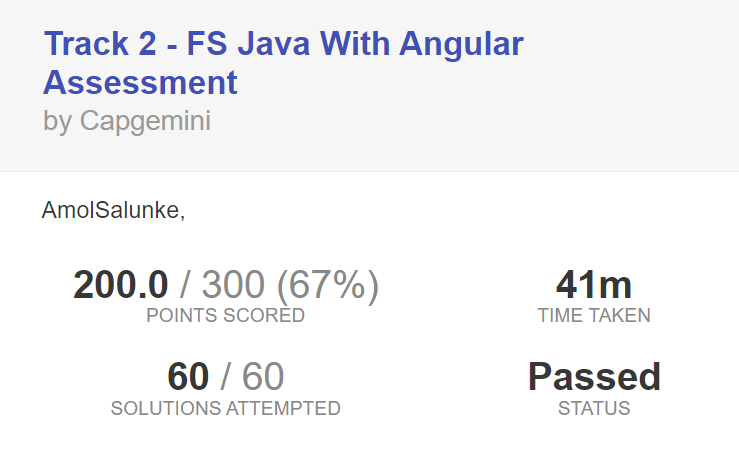 Track 2 - FS Java With Angular
Assessment
by Capgemini
AmolSalunke,
200.0 / 300 (67%)
POINTS SCORED
41m
TIME TAKEN
60 / 60
SOLUTIONS ATTEMPTED
Passed
STATUS